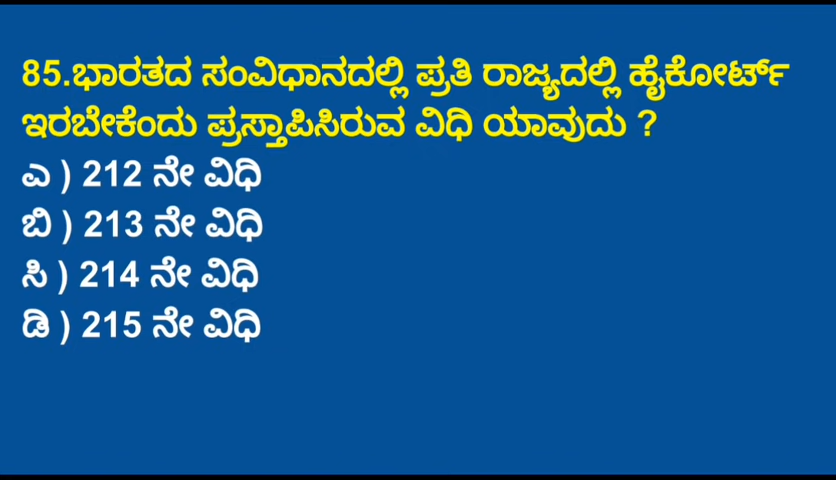 85.ಭಾರತದ ಸಂವಿಧಾನದಲ್ಲಿ ಪ್ರತಿ ರಾಜ್ಯದಲ್ಲಿ ಹೈಕೋರ್ಟ್
ಇರಬೇಕೆಂದು ಪ್ರಸ್ತಾಪಿಸಿರುವ ವಿಧಿ ಯಾವುದು ?
ಎ ) 212 ನೇ ವಿಧಿ
ಬಿ ) 213 ನೇ ವಿಧಿ
ಸಿ ) 214 ನೇ ವಿಧಿ
ಡಿ ) 215 ನೇ ವಿಧಿ